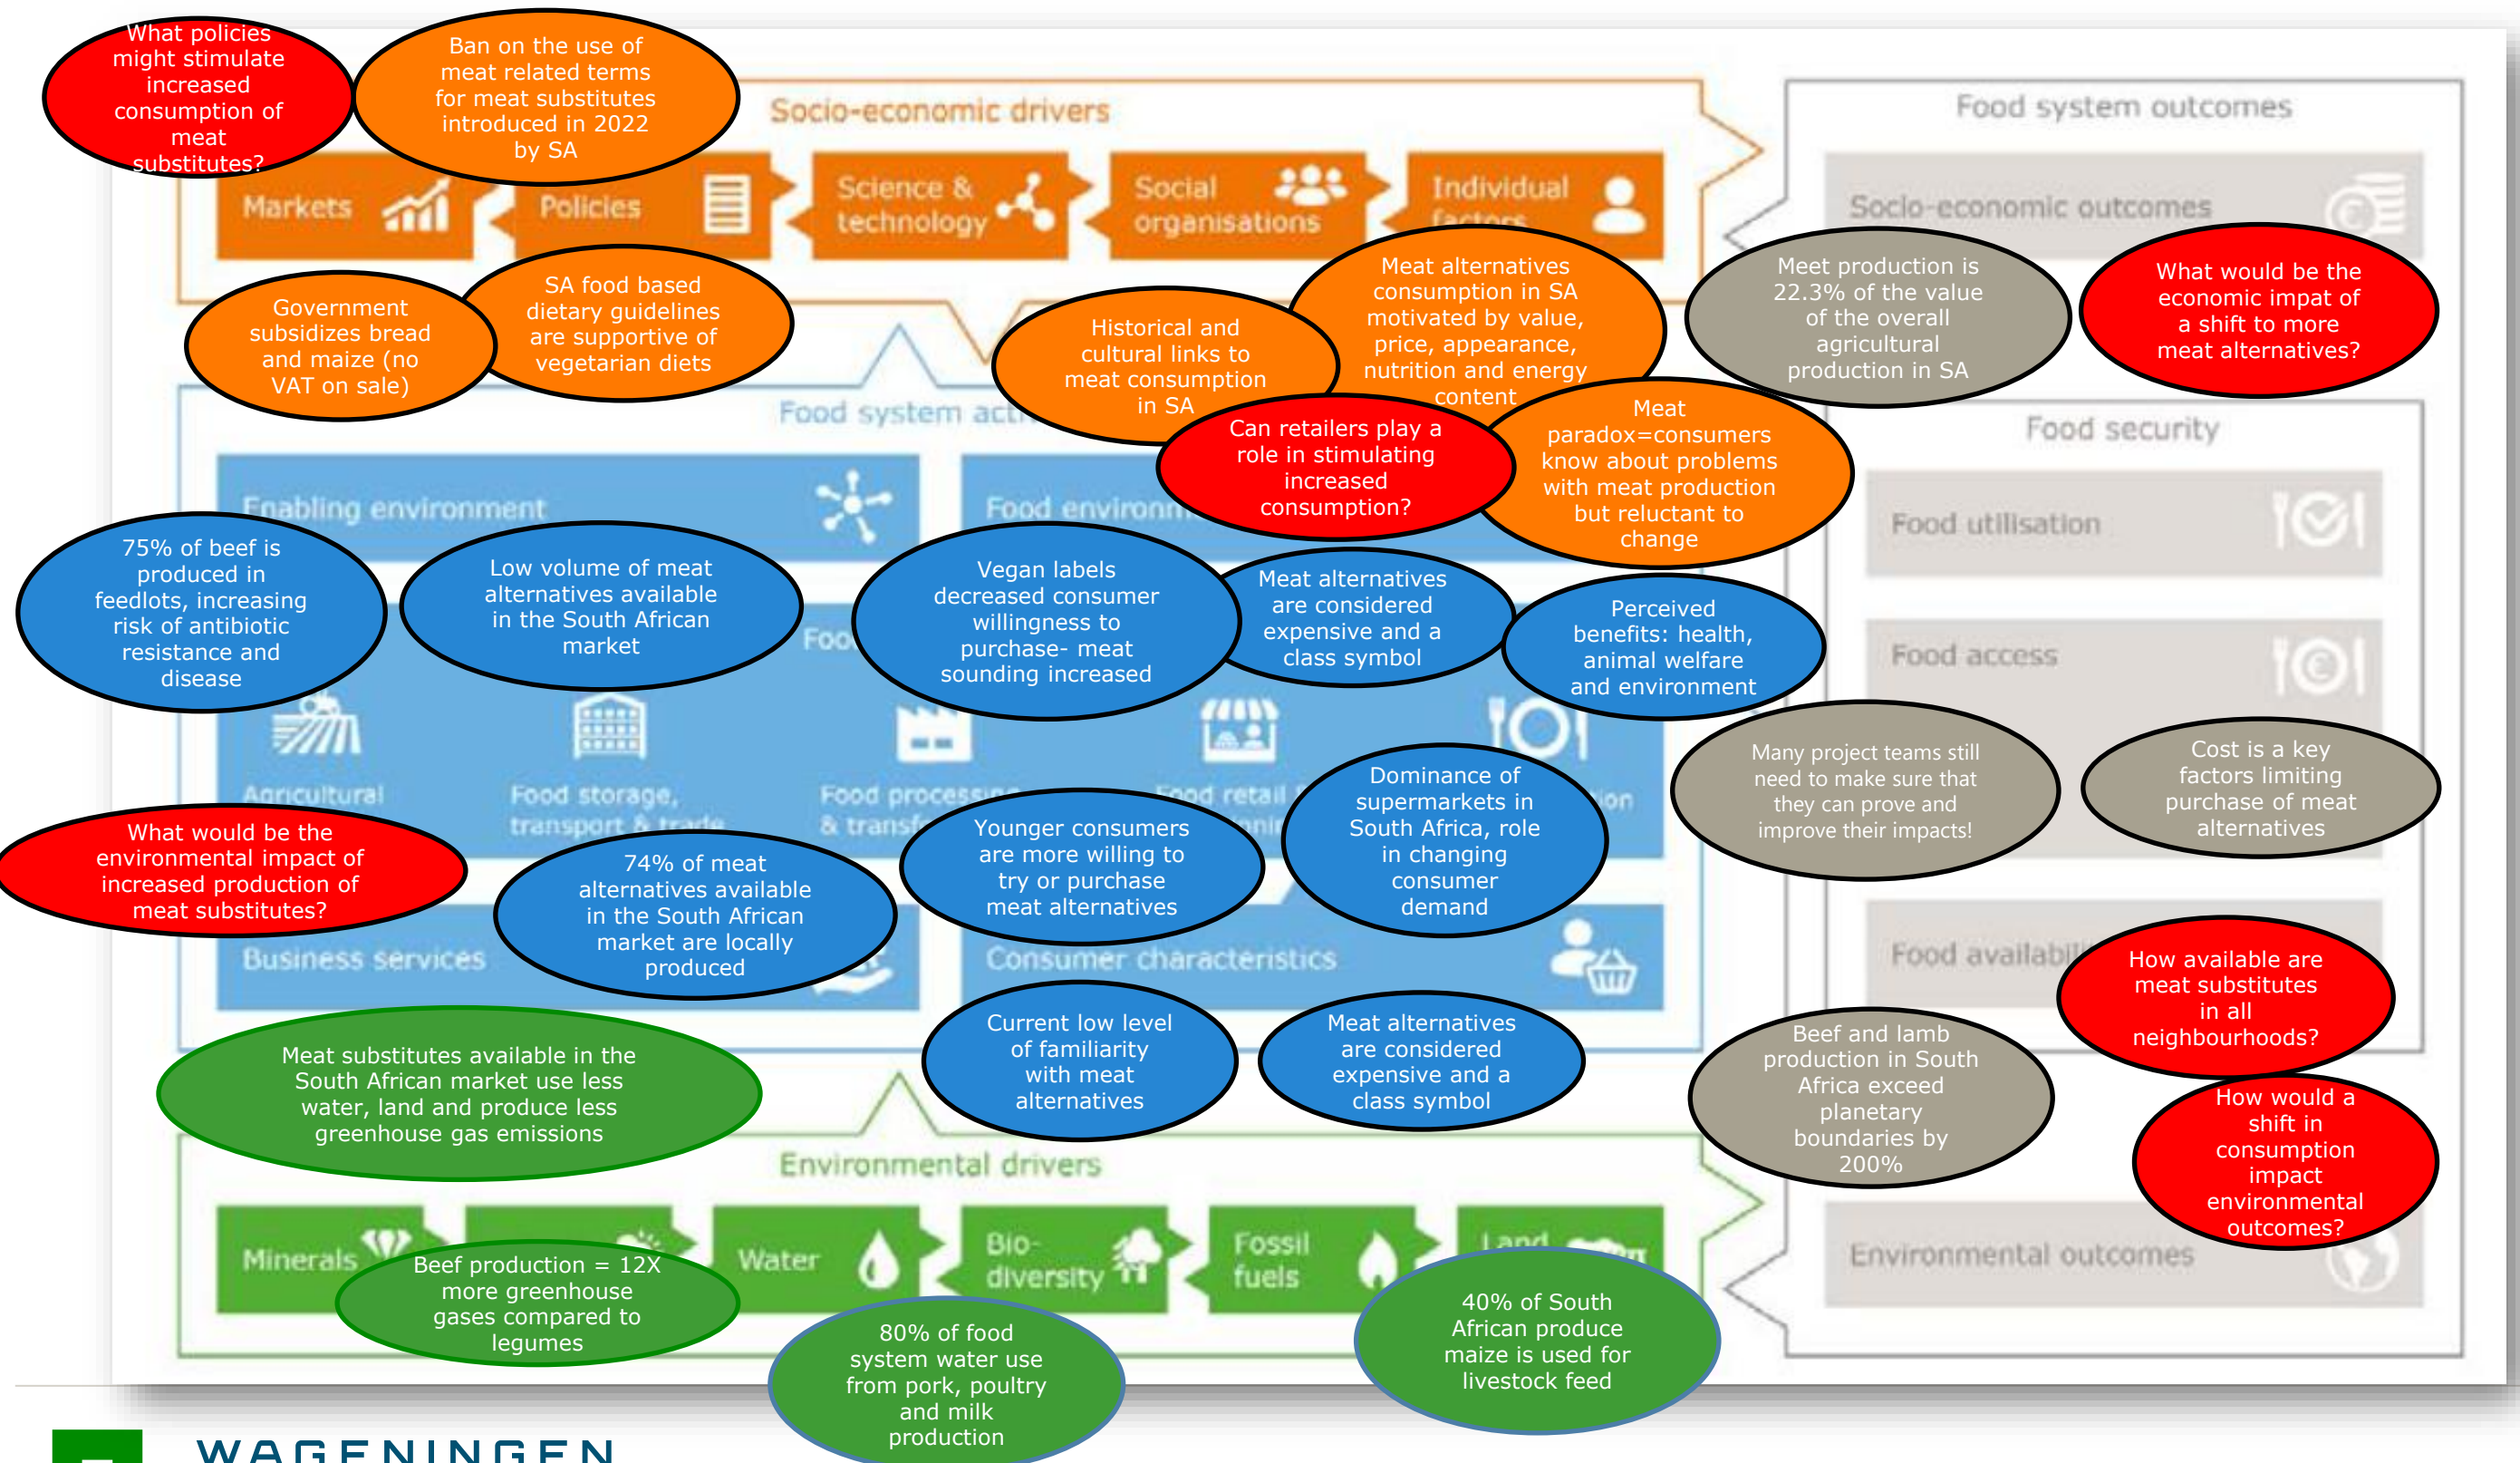 What policies
might stimulate
increased
consumption of
meat
substitutes?
Ban on the use of
meat related terms
for meat substitutes
introduced in 2022
by SA
Socio-economic drivers
Markets
Policies
Science &
technology
Social
organisations
Individual
factors
Government
subsidizes bread
and maize (no
VAT on sale)
SA food based
dietary guidelines
are supportive of
vegetarian diets
Historical and
cultural links to
meat consumption
in SA
Meat alternatives
consumption in SA
motivated by value,
price, appearance,
nutrition and energy
content
Can retailers play a
role in stimulating
increased
consumption?
Meat
paradox=consumers
know about problems
with meat production
but reluctant to
change
Food system outcomes
Socio-economic outcomes
Meet production is
22.3% of the value
of the overall
agricultural
production in SA
What would be the
economic impat of
a shift to more
meat alternatives?
Food system
Enabling environment
Food
75% of beef is
produced in
feedlots, increasing
risk of antibiotic
resistance and
disease
Low volume of meat
alternatives available
in the South African
market
Vegan labels
decreased consumer
willingness to
purchase- meat
sounding increased
Meat alternatives
are considered
expensive and a
class symbol
Perceived
benefits: health,
animal welfare
and environment
Agricultural
Food storage,
transport & trade
Food processing
&
Food retail
What would be the
environmental impact of
increased production of
meat substitutes?
74% of meat
alternatives available
in the South African
market are locally
produced
Younger consumers
are more willing to
try or purchase
meat alternatives
Dominance of
supermarkets in
South Africa, role
in changing
consumer
demand
Business services
Consumer characteristics
Current low level
of familiarity
with meat
alternatives
Meat alternatives
are considered
expensive and a
class symbol
Food security
Food utilisation
Food access
Many project teams still
need to make sure that
they can prove and
improve their impacts!
Cost is a key
factors limiting
purchase of meat
alternatives
Food
How available are
meat substitutes
in all
neighbourhoods?
Beef and lamb
production in South
Africa exceed
planetary
boundaries by
200%
How would a
shift in
consumption
impact
environmental
outcomes?
Environmental outcomes
Meat substitutes available in the
South African market use less
water, land and produce less
greenhouse gas emissions
Environmental drivers
Minerals
Water
Bio-
diversity
Fossil
fuels
Land
Beef production = 12X
more greenhouse
gases compared to
legumes
80% of food
system water use
from pork, poultry
and milk
production
40% of South
African produce
maize is used for
livestock feed
WAGENINGEN